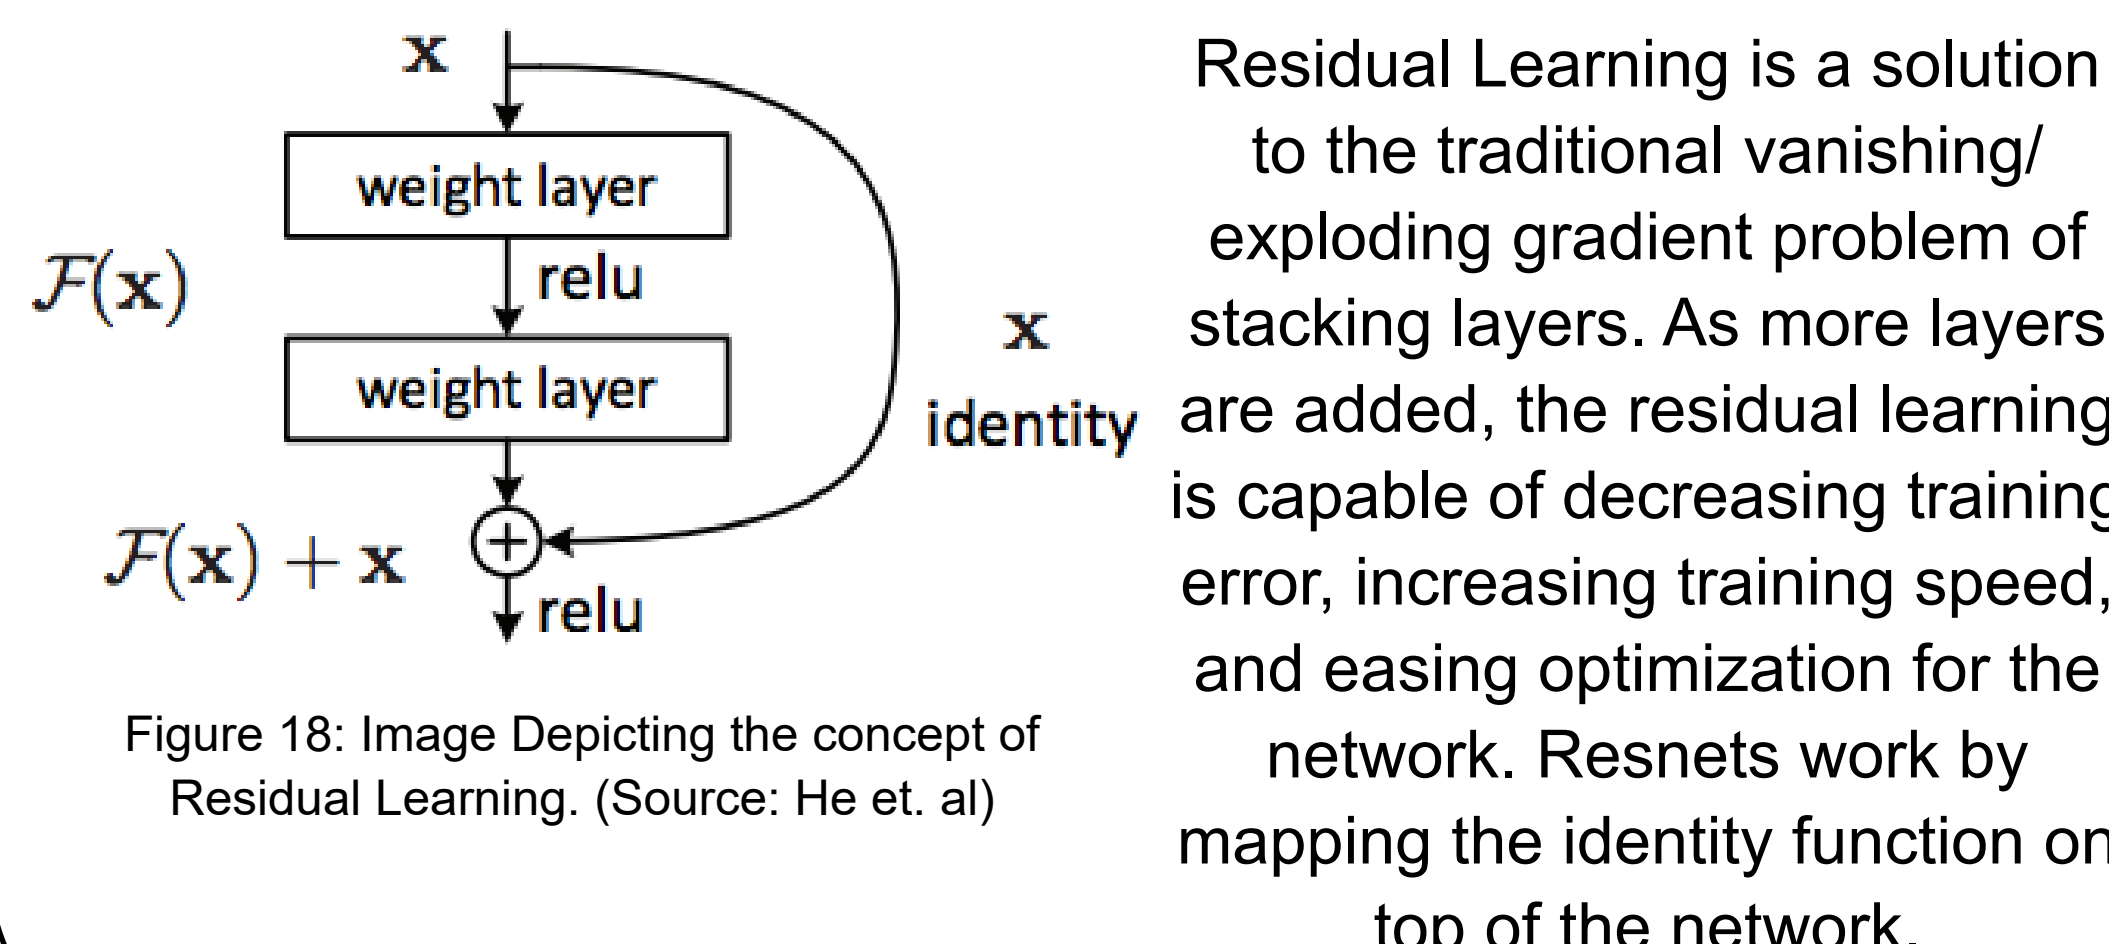 x
weight layer
relu
F(x)
weight layer
x
identity
F(x) + x
+
relu
Figure 18: Image Depicting the concept of
Residual Learning. (Source: He et. al)
Residual Learning is a solution
to the traditional vanishing/
exploding gradient problem of
stacking layers. As more layers
are added, the residual learning
is capable of decreasing training
error, increasing training speed,
and easing optimization for the
network. Resnets work by
mapping the identity function on
top of the network.